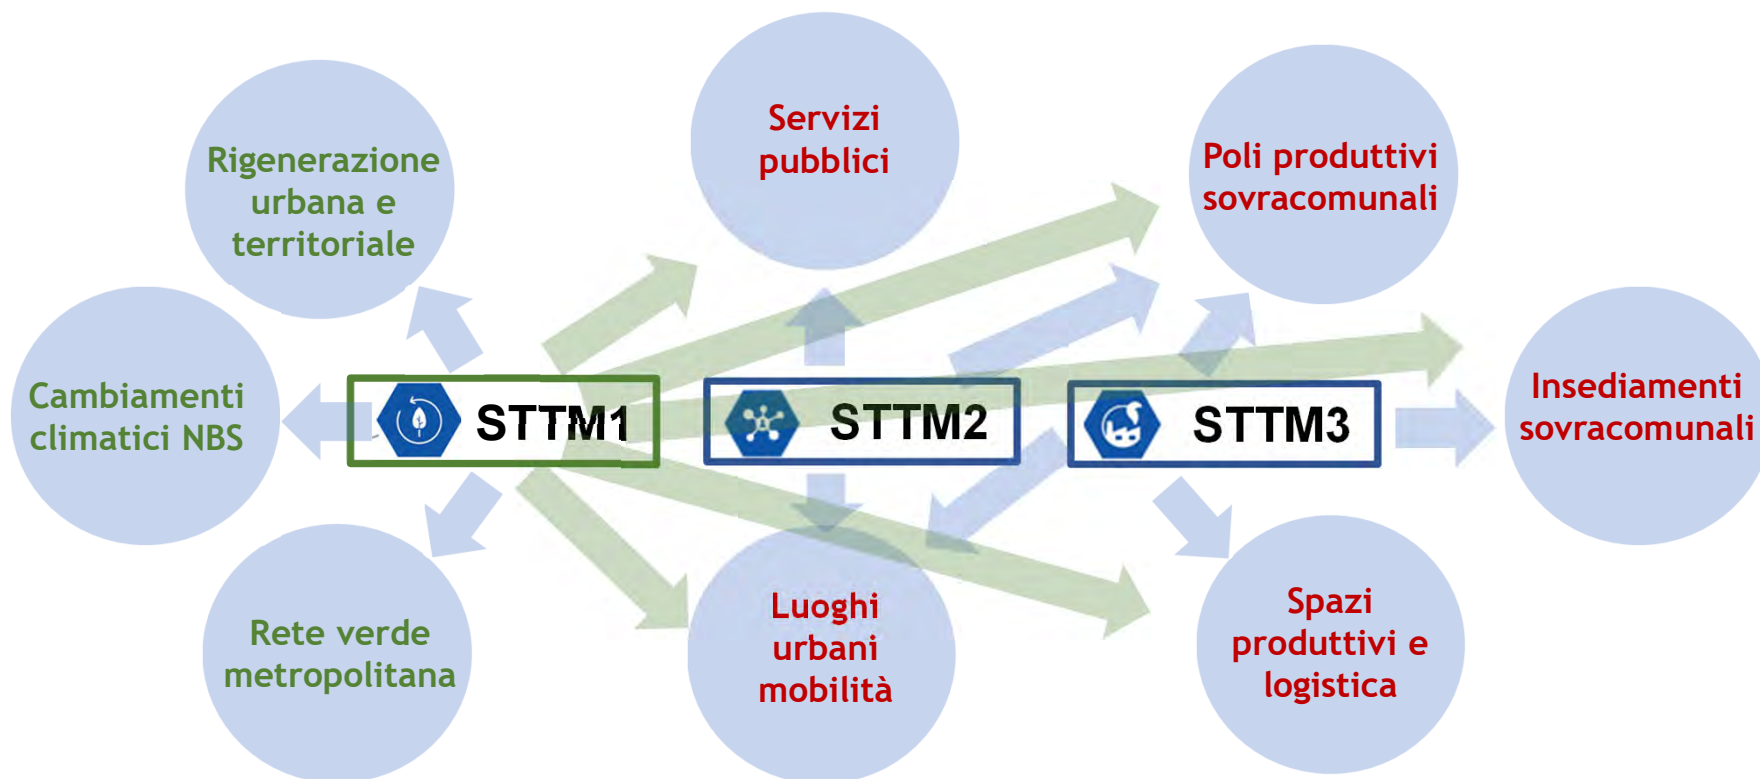 Rigenerazione
urbana e
territoriale
Servizi
pubblici
Poli produttivi
sovracomunali
Cambiamenti
climatici NBS
STTM1
STTM2
STTM3
Insediamenti
sovracomunali
Rete verde
metropolitana
Luoghi
urbani
mobilità
Spazi
produttivi e
logistica